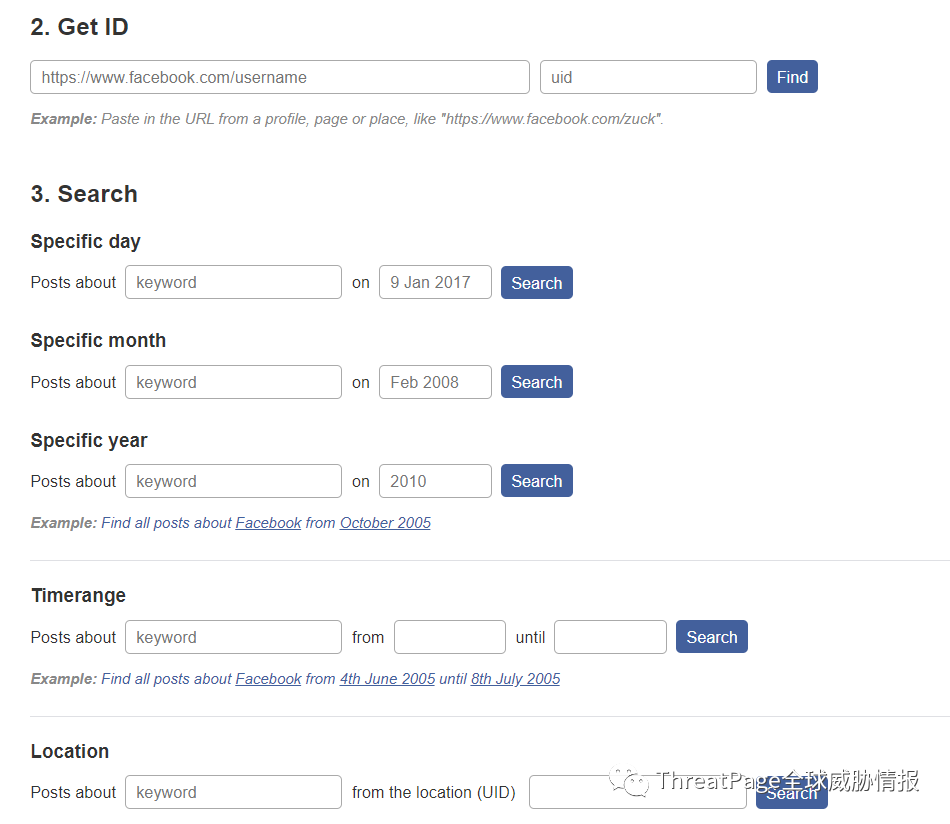 2. Get ID
https://www.facebook.com/username uid Find
Example: Paste in the URL from a profile, page or place, like "https://www.facebook.com/zuck".
3. Search
Specific day
Posts about keyword on 9 Jan 2017 Search
Specific month
Posts about keyword on Feb 2008 Search
Specific year
Posts about keyword on 2010 Search
Example: Find all posts about Facebook from October 2005
Timerange
Posts about keyword from until Search
Example: Find all posts about Facebook from 4th June 2005 until 8th July 2005
Location
Posts about keyword from the location (UID) Search
ThreatPage全球威胁情报